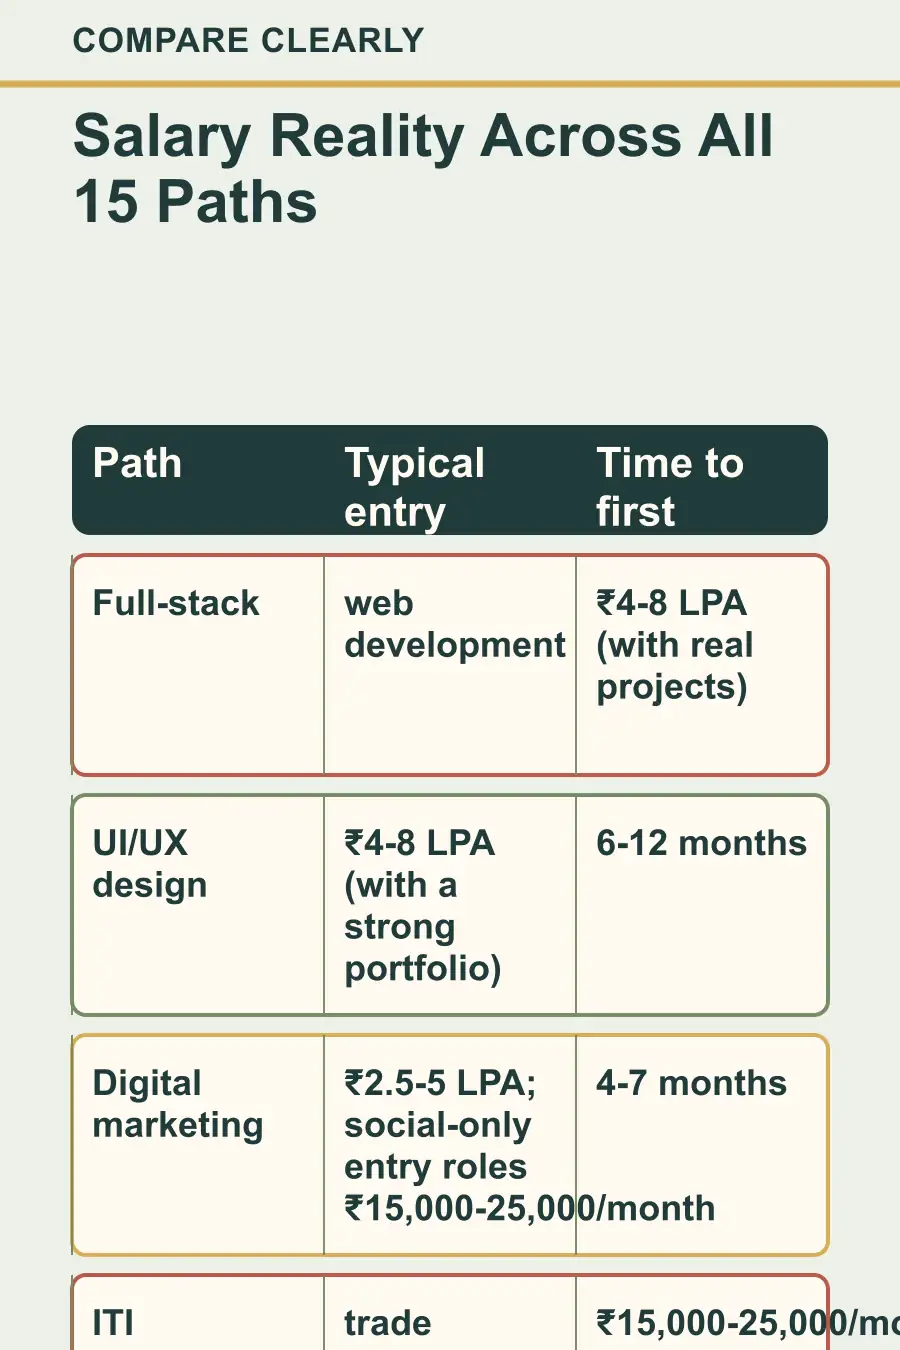 COMPARE CLEARLY
Salary Reality Across All
15 Paths
Path
Typical
entry
Time to
first
Full-stack
web
development
₹4-8 LPA
(with real
projects)
UI/UX
design
₹4-8 LPA
(with a
strong
portfolio)
6-12 months
Digital
marketing
₹2.5-5 LPA;
social-only
entry roles
₹15,000-25,000/month
4-7 months
ITI
trade
₹15,000-25,000/mo